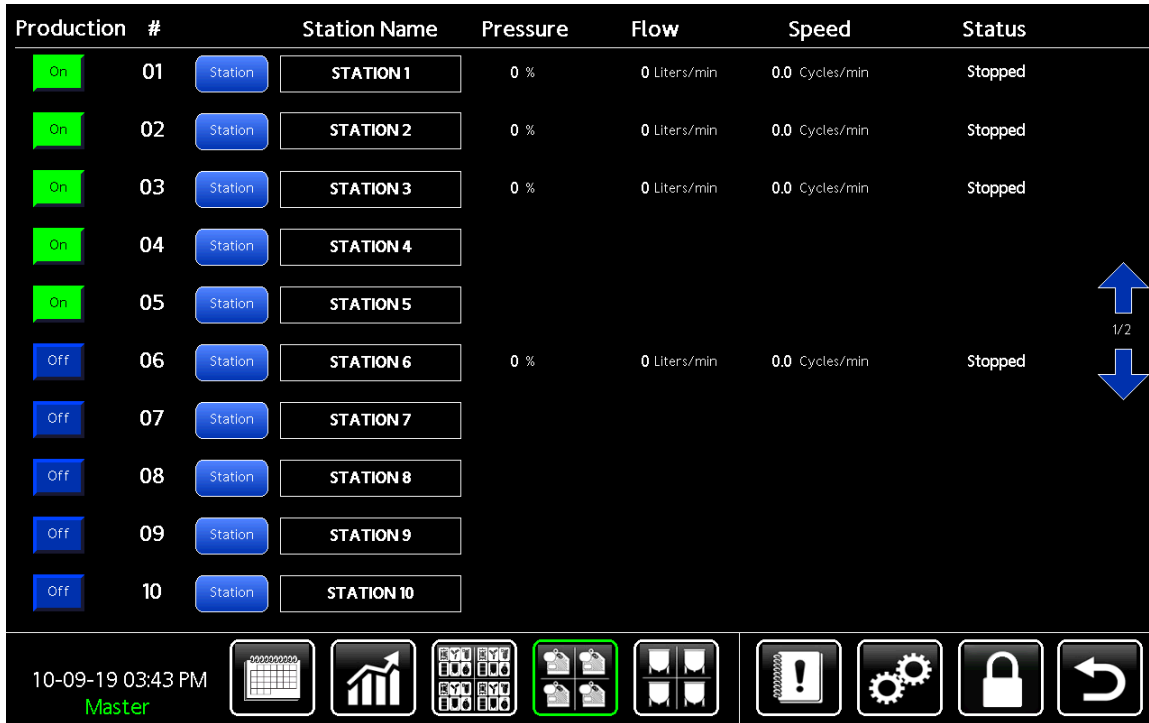 Production # Station Name Pressure Flow Speed Status
On 01 Station STATION 1 0 % 0 Liters/min 0.0 Cycles/min Stopped
On 02 Station STATION 2 0 % 0 Liters/min 0.0 Cycles/min Stopped
On 03 Station STATION 3 0 % 0 Liters/min 0.0 Cycles/min Stopped
On 04 Station STATION 4
On 05 Station STATION 5
1/2
Off 06 Station STATION 6 0 % 0 Liters/min 0.0 Cycles/min Stopped
Off 07 Station STATION 7
Off 08 Station STATION 8
Off 09 Station STATION 9
Off 10 Station STATION 10
10-09-19 03:43 PM
Master